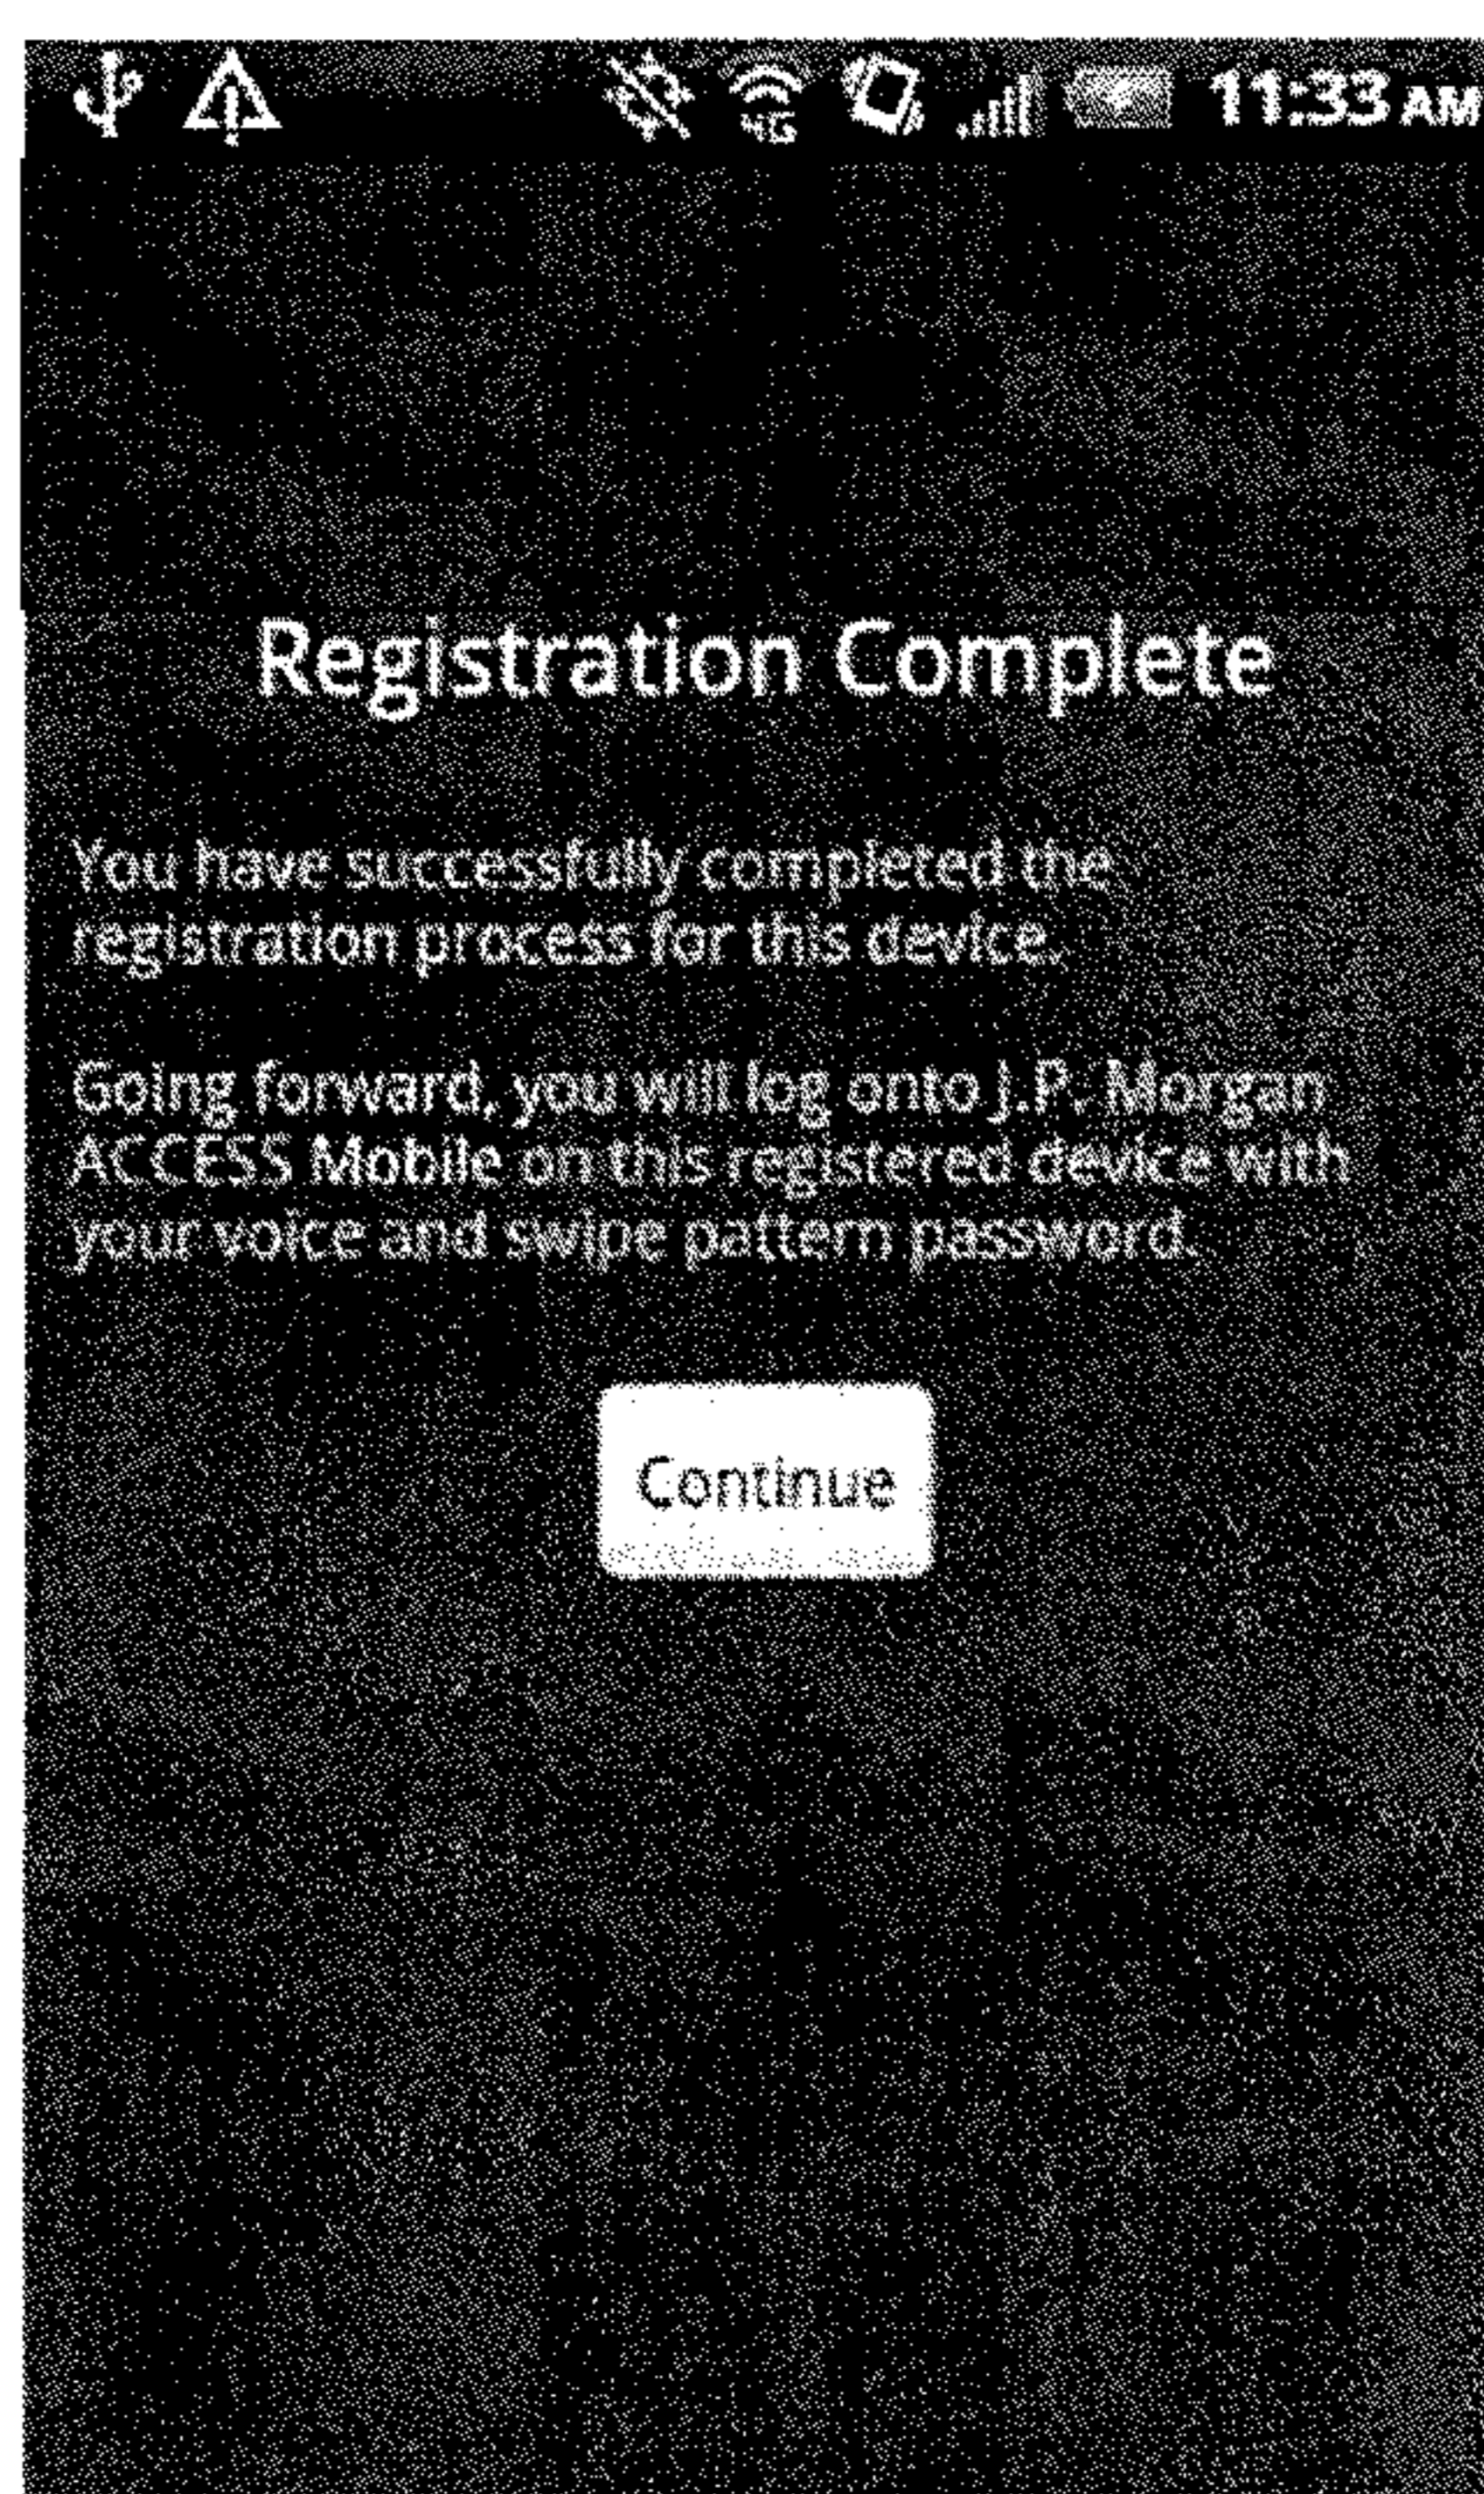 4G 11:33 AM
Registration Complete
You have successfully completed the
registration process for this device.
Going forward, you will log onto J.P. Morgan
ACCESS Mobile on this registered device with
your voice and swipe pattern password.
Continue